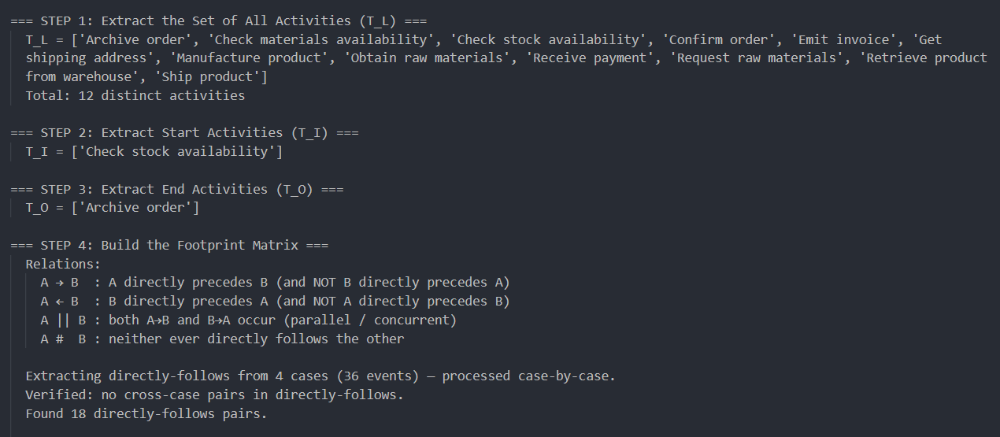 === STEP 1: Extract the Set of All Activities (T_L) ===
T_L = ['Archive order', 'Check materials availability', 'Check stock availability', 'Confirm order', 'Emit invoice', 'Get
shipping address', 'Manufacture product', 'Obtain raw materials', 'Receive payment', 'Request raw materials', 'Retrieve product
from warehouse', 'Ship product']
Total: 12 distinct activities
=== STEP 2: Extract Start Activities (T_I) ===
T_I = ['Check stock availability']
=== STEP 3: Extract End Activities (T_O) ===
T_O = ['Archive order']
=== STEP 4: Build the Footprint Matrix ===
Relations:
A → B  : A directly precedes B (and NOT B directly precedes A)
A ← B  : B directly precedes A (and NOT A directly precedes B)
A || B : both A→B and B→A occur (parallel / concurrent)
A #  B : neither ever directly follows the other
Extracting directly-follows from 4 cases (36 events) — processed case-by-case.
Verified: no cross-case pairs in directly-follows.
Found 18 directly-follows pairs.